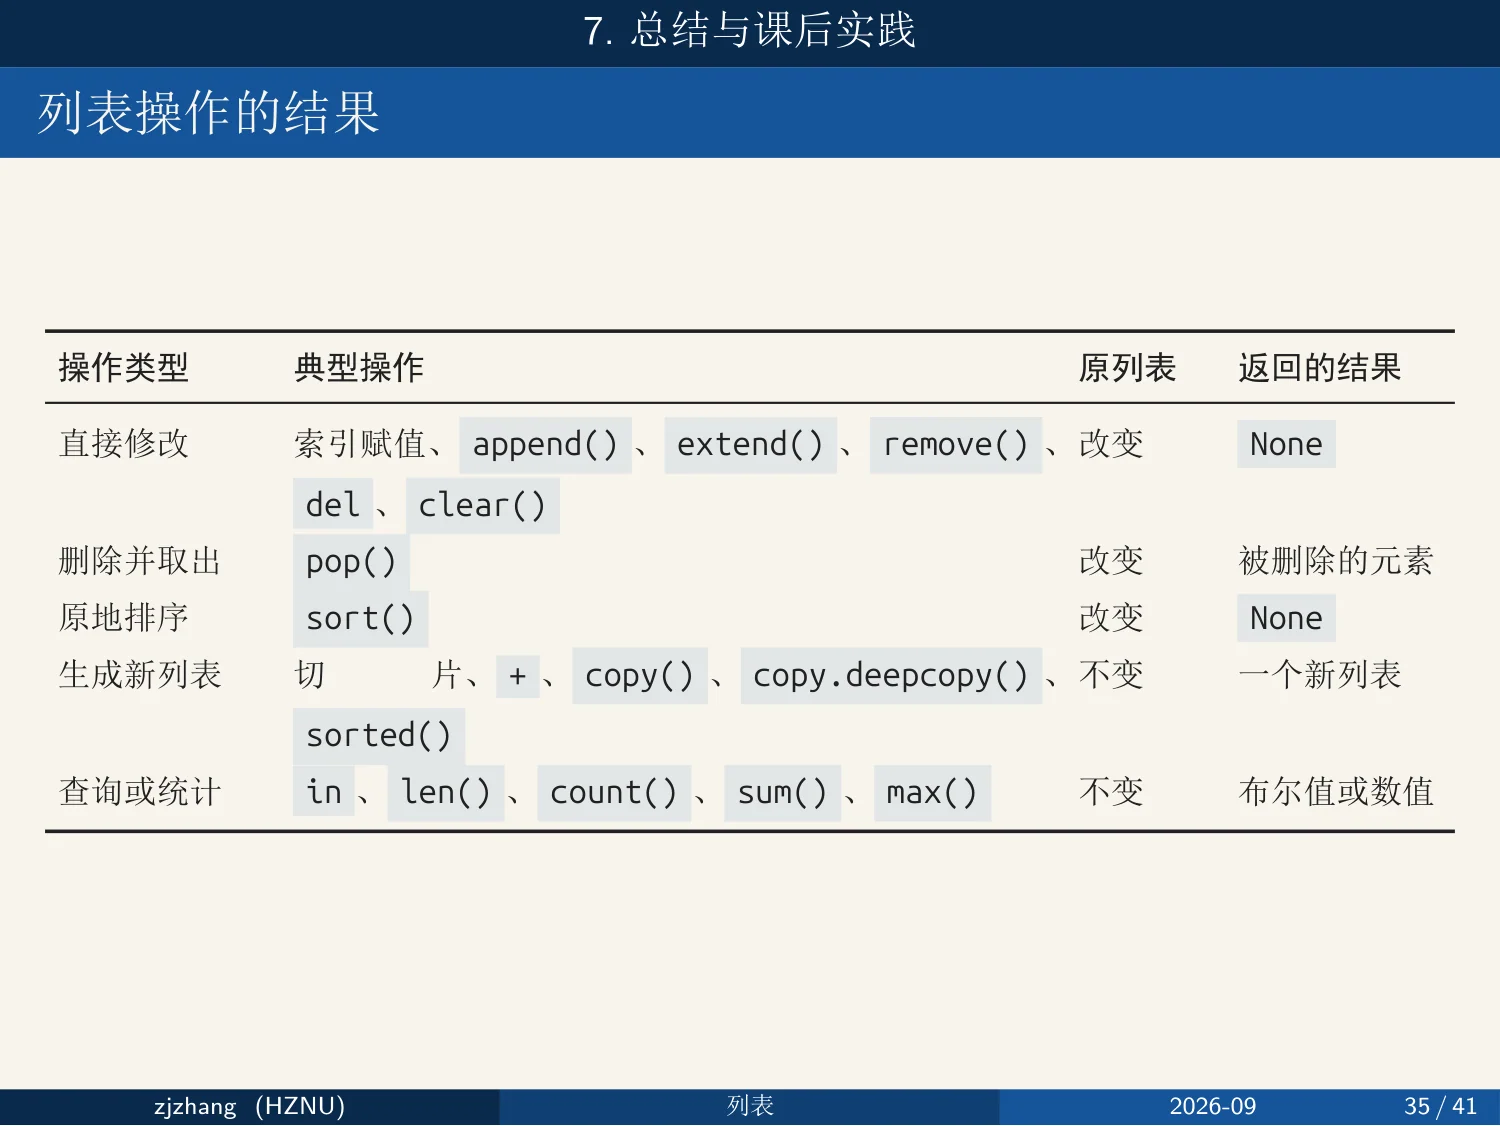 7. 总结与课后实践
列表操作的结果
操作类型 典型操作 原列表 返回的结果
直接修改 索引赋值、append()、extend()、remove()、 改变 None
del、clear()
删除并取出 pop() 改变 被删除的元素
原地排序 sort() 改变 None
生成新列表 切 片、+、copy()、copy.deepcopy()、 不变 一个新列表
sorted()
查询或统计 in、len()、count()、sum()、max() 不变 布尔值或数值
zjzhang (HZNU) 列表 2026-09 35 / 41